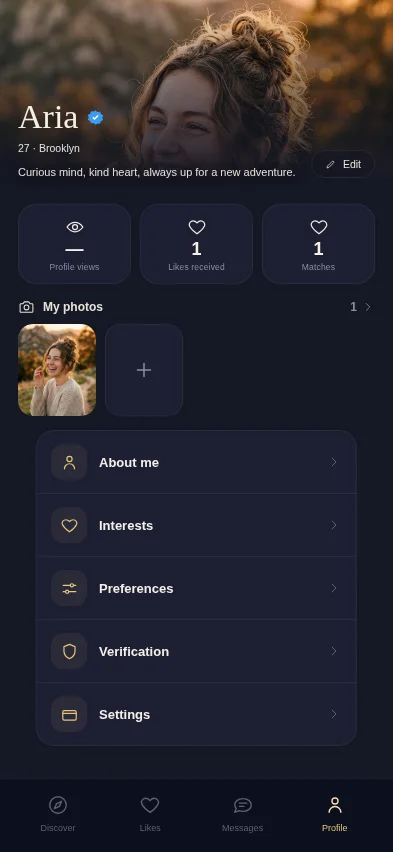 Aria
27 · Brooklyn
Curious mind, kind heart, always up for a new adventure.
Edit
— 1 1
Profile views Likes received Matches
My photos 1
About me
Interests
Preferences
Verification
Settings
Discover Likes Messages Profile